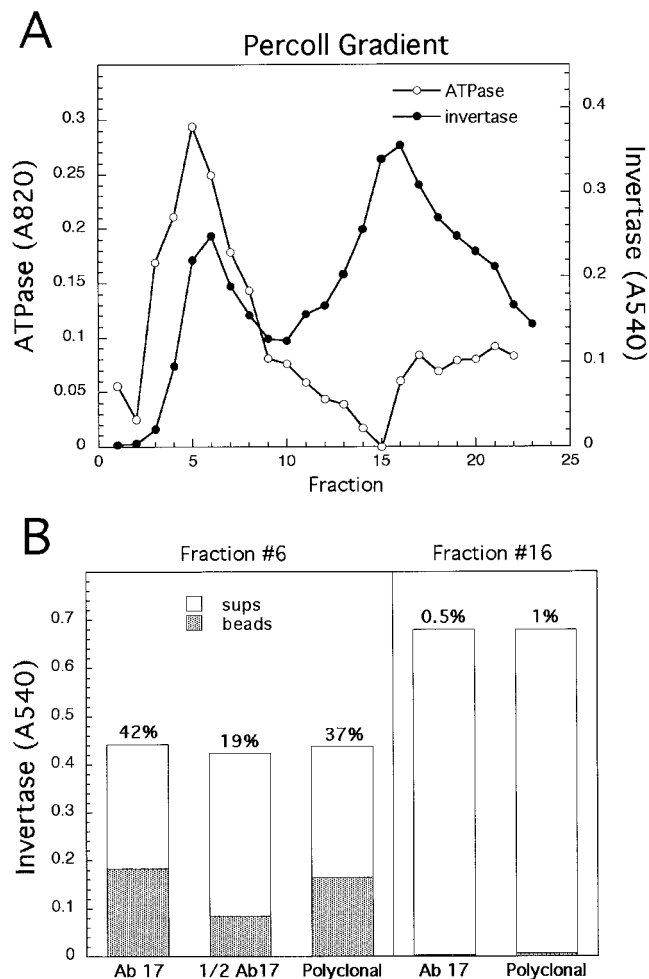 A
Percoll Gradient
ATPase
invertase
ATPase (A820)
0.3
0.25
0.2
0.15
0.1
0.05
0
Invertase (A540)
0.4
0.3
0.2
0.1
0
0 5 10 15 20 25
Fraction
B
Fraction #6 Fraction #16
sups
beads
Invertase (A540)
0.7
0.6
0.5
0.4
0.3
0.2
0.1
0
42% 19% 37% 0.5% 1%
Ab 17 1/2 Ab17 Polyclonal Ab 17 Polyclonal